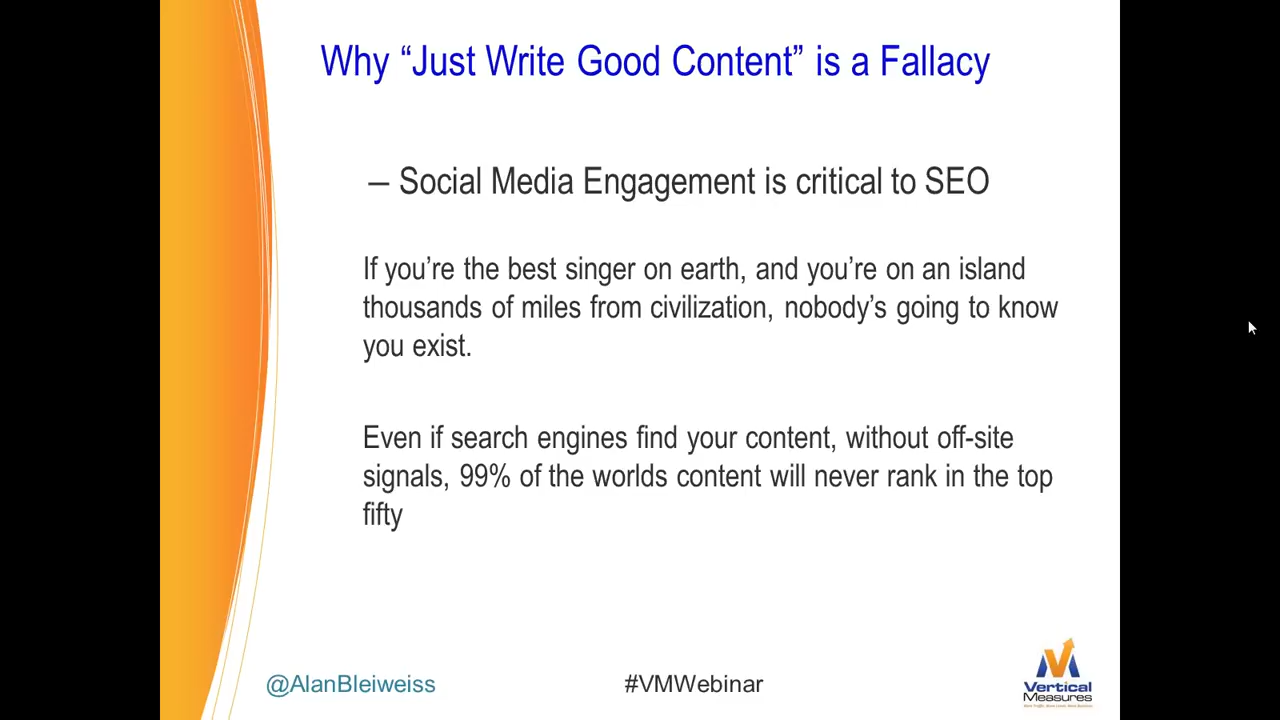 Why “Just Write Good Content” is a Fallacy
– Social Media Engagement is critical to SEO
If you’re the best singer on earth, and you’re on an island
thousands of miles from civilization, nobody’s going to know
you exist.
Even if search engines find your content, without off-site
signals, 99% of the worlds content will never rank in the top
fifty
@AlanBleiweiss
#VMWebinar
Vertical
Measures